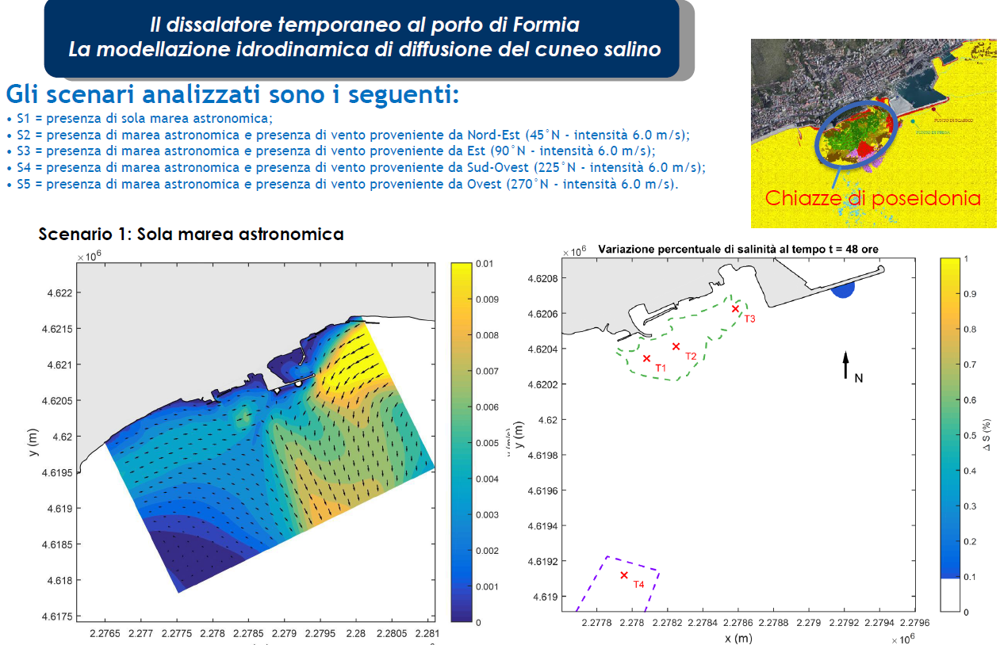 Il dissalatore temporaneo al porto di Formia
La modellazione idrodinamica di diffusione del cuneo salino
Gli scenari analizzati sono i seguenti:
• S1 = presenza di sola marea astronomica;
• S2 = presenza di marea astronomica e presenza di vento proveniente da Nord-Est (45°N - intensità 6.0 m/s);
• S3 = presenza di marea astronomica e presenza di vento proveniente da Est (90°N - intensità 6.0 m/s);
• S4 = presenza di marea astronomica e presenza di vento proveniente da Sud-Ovest (225°N - intensità 6.0 m/s);
• S5 = presenza di marea astronomica e presenza di vento proveniente da Ovest (270°N - intensità 6.0 m/s).
PUNTO DI SCARICO
PUNTO DI PRESA
Chiazze di poseidonia
Scenario 1: Sola marea astronomica
×10⁶
4.622
4.6215
4.621
4.6205
4.62
4.6195
4.619
4.6185
4.618
4.6175
y (m)
2.2765 2.277 2.2775 2.278 2.2785 2.279 2.2795 2.28 2.2805 2.281
0.01
0.009
0.008
0.007
0.006
0.005
0.004
0.003
0.002
0.001
0
Variazione percentuale di salinità al tempo t = 48 ore
×10⁶
4.6208
4.6206
4.6204
4.6202
4.62
4.6198
4.6196
4.6194
4.6192
4.619
y (m)
T3
T2
T1
N
T4
2.2778 2.278 2.2782 2.2784 2.2786 2.2788 2.279 2.2792 2.2794 2.2796
x (m)
×10⁶
1
0.9
0.8
0.7
0.6
0.5
0.4
0.3
0.2
0.1
0
Δ S (%)